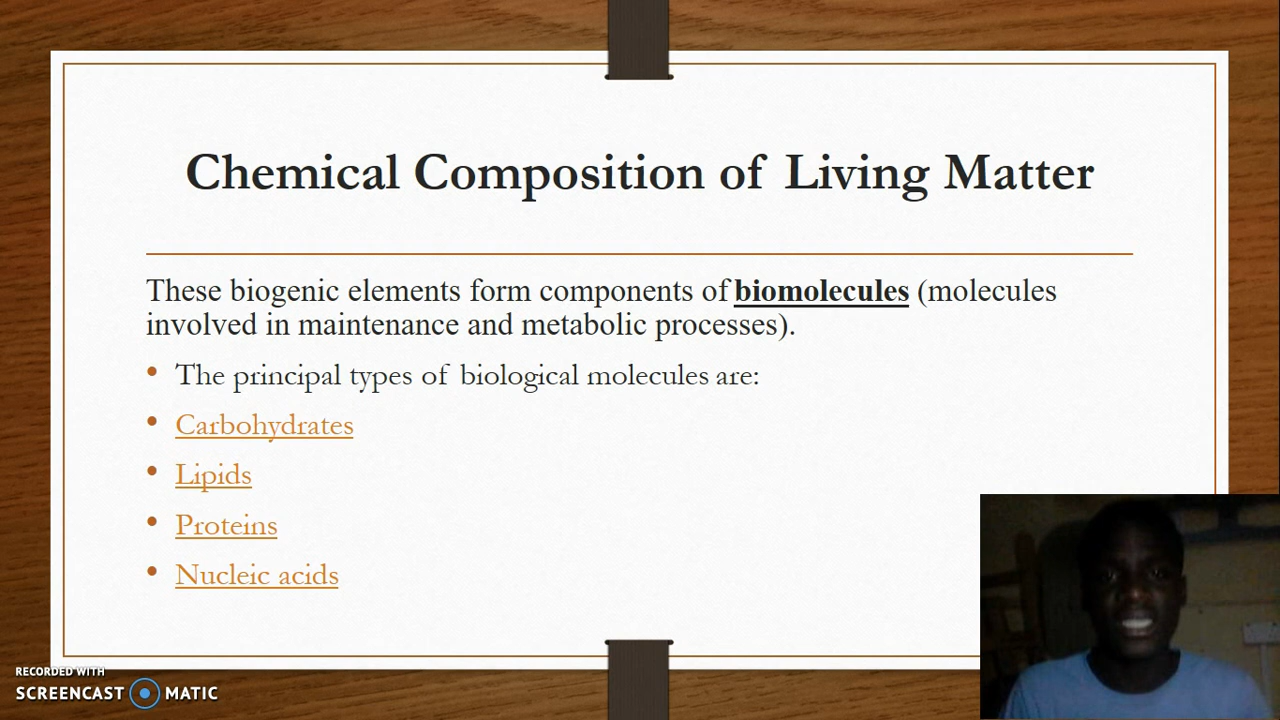 Chemical Composition of Living Matter
These biogenic elements form components of biomolecules (molecules
involved in maintenance and metabolic processes).
• The principal types of biological molecules are:
• Carbohydrates
• Lipids
• Proteins
• Nucleic acids
RECORDED WITH
SCREENCAST MATIC